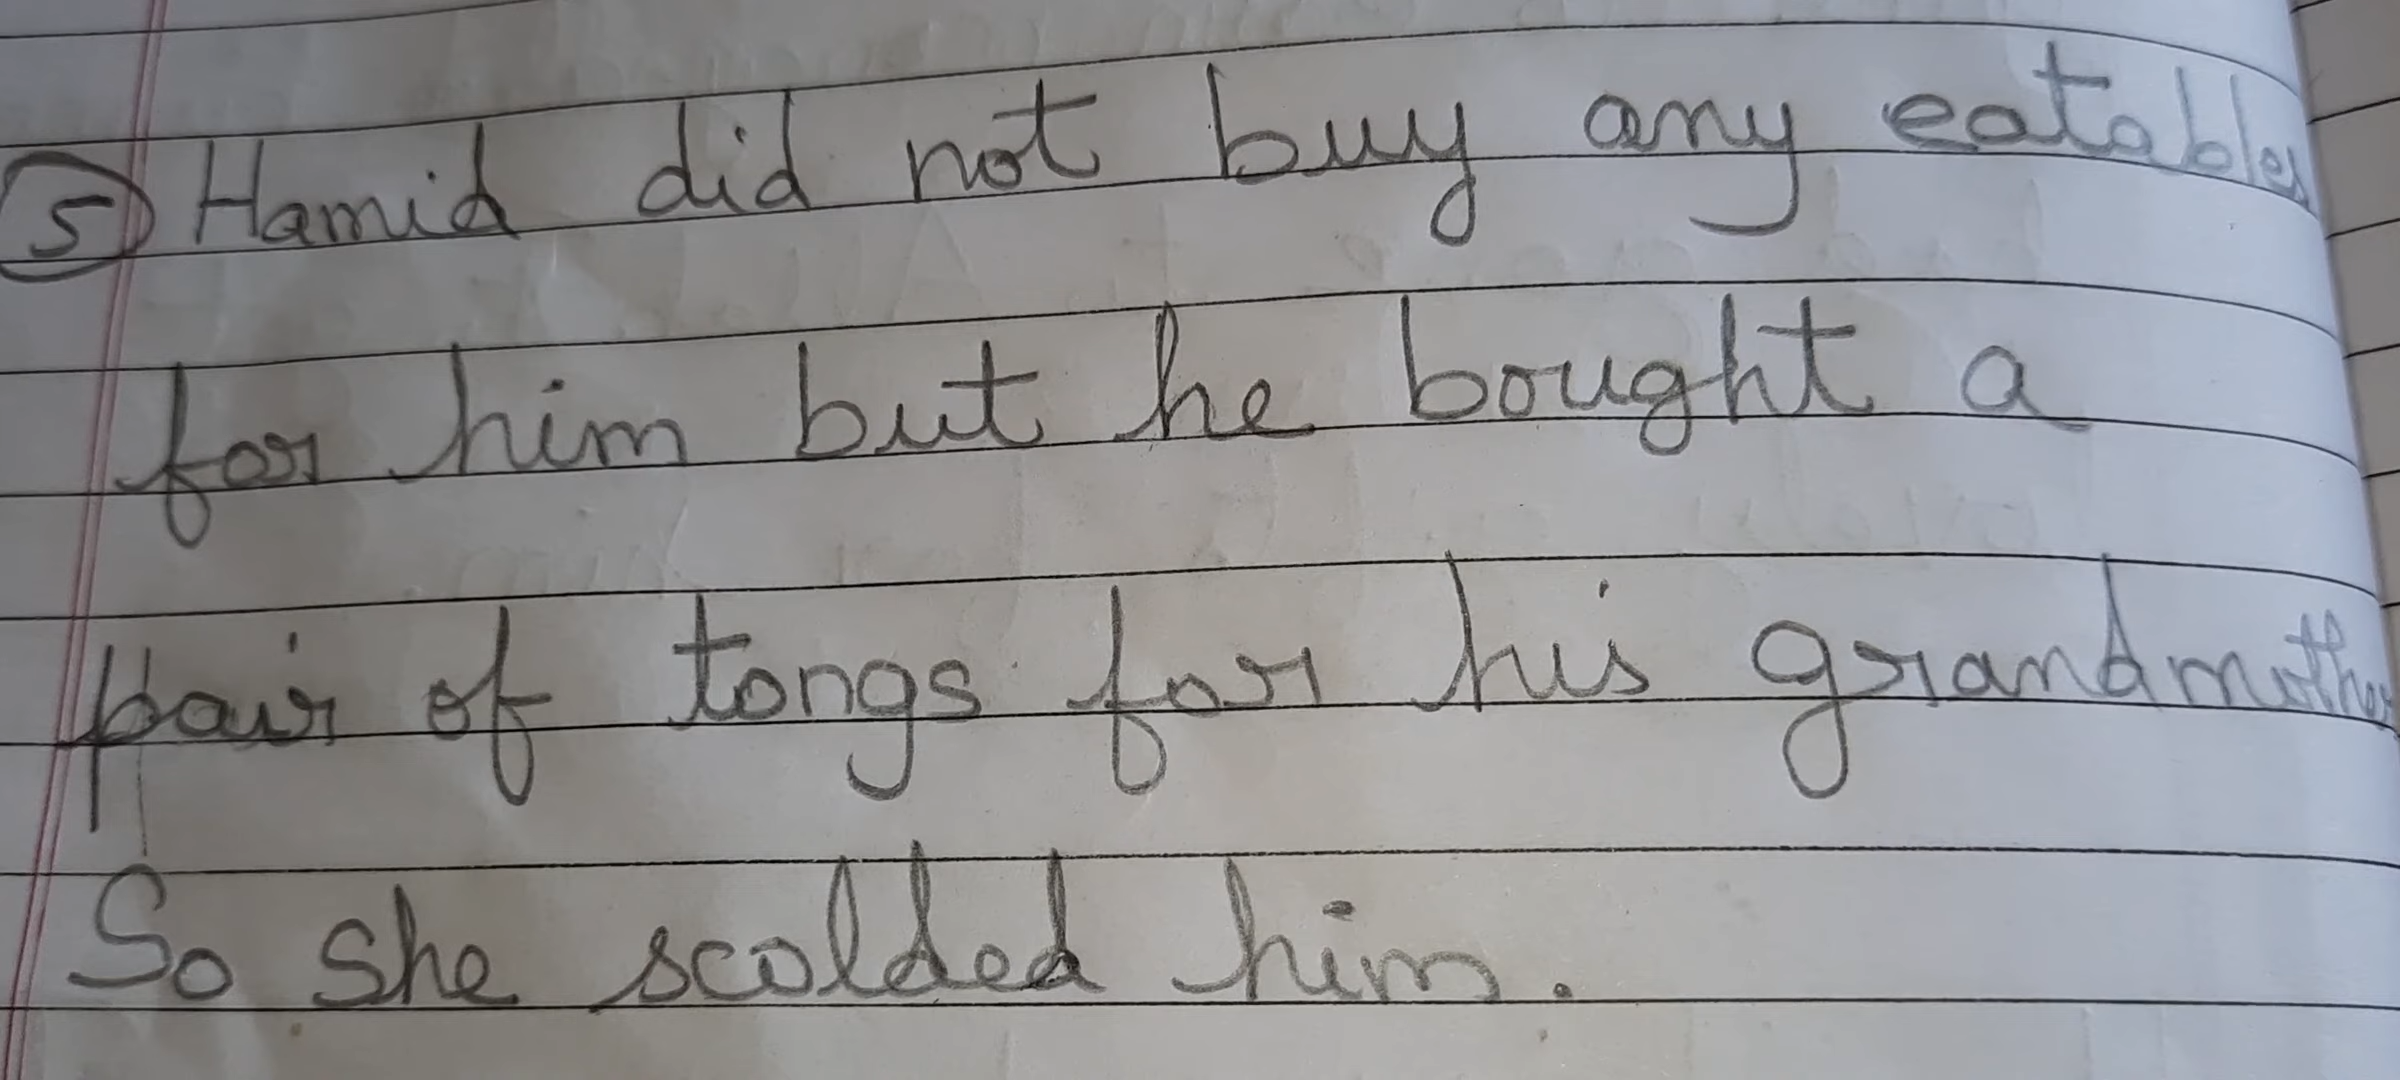 5 Hamid did not buy any eatables
for him but he bought a
pair of tongs for his grandmother
So she scolded him.